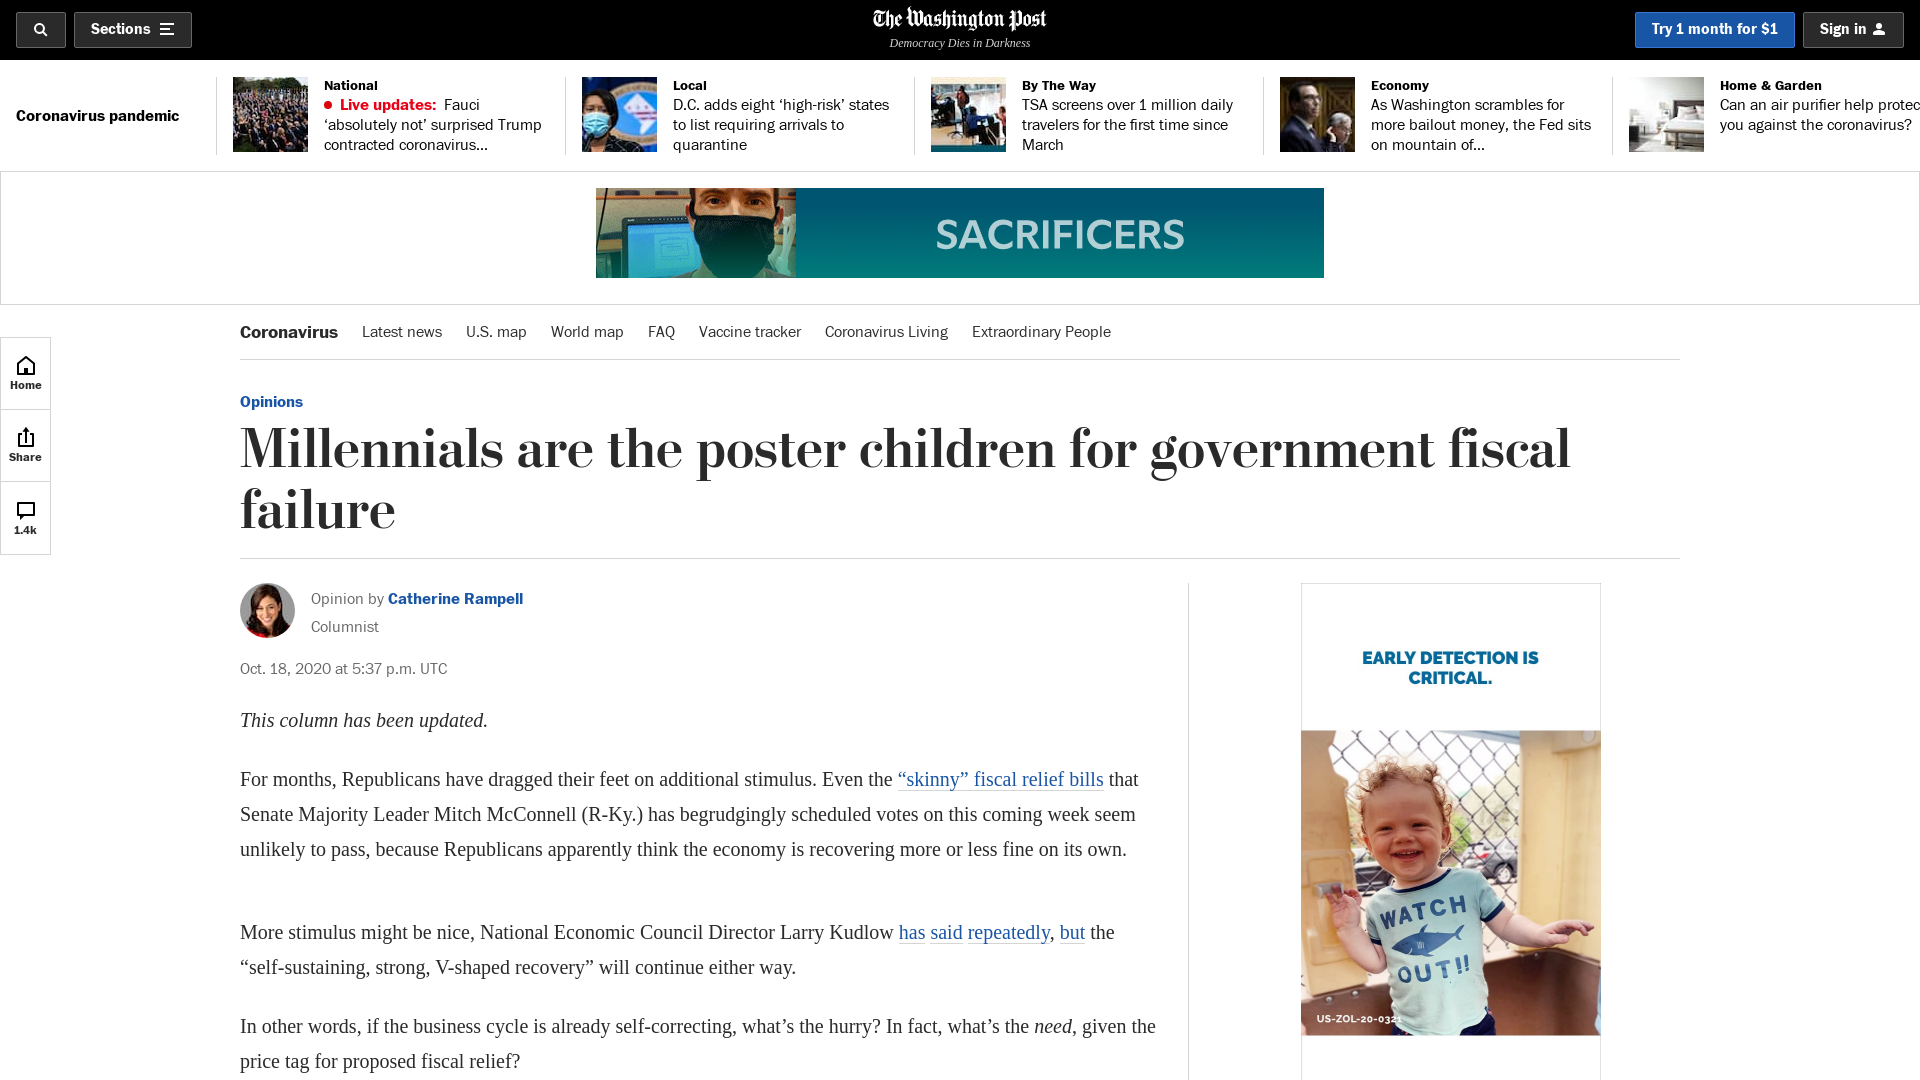 Sections
The Washington Post
Democracy Dies in Darkness
Try 1 month for $1
Sign in
Coronavirus pandemic
National
Live updates: Fauci
‘absolutely not’ surprised Trump
contracted coronavirus...
Local
D.C. adds eight ‘high-risk’ states
to list requiring arrivals to
quarantine
By The Way
TSA screens over 1 million daily
travelers for the first time since
March
Economy
As Washington scrambles for
more bailout money, the Fed sits
on mountain of...
Home & Garden
Can an air purifier help protec
you against the coronavirus?
SACRIFICERS
Coronavirus
Latest news
U.S. map
World map
FAQ
Vaccine tracker
Coronavirus Living
Extraordinary People
Home
Share
1.4k
Opinions
Millennials are the poster children for government fiscal
failure
Opinion by Catherine Rampell
Columnist
Oct. 18, 2020 at 5:37 p.m. UTC
This column has been updated.
For months, Republicans have dragged their feet on additional stimulus. Even the “skinny” fiscal relief bills that
Senate Majority Leader Mitch McConnell (R-Ky.) has begrudgingly scheduled votes on this coming week seem
unlikely to pass, because Republicans apparently think the economy is recovering more or less fine on its own.
More stimulus might be nice, National Economic Council Director Larry Kudlow has said repeatedly, but the
“self-sustaining, strong, V-shaped recovery” will continue either way.
In other words, if the business cycle is already self-correcting, what’s the hurry? In fact, what’s the need, given the
price tag for proposed fiscal relief?
EARLY DETECTION IS
CRITICAL.
WATCH
OUT!!
US-ZOL-20-0321